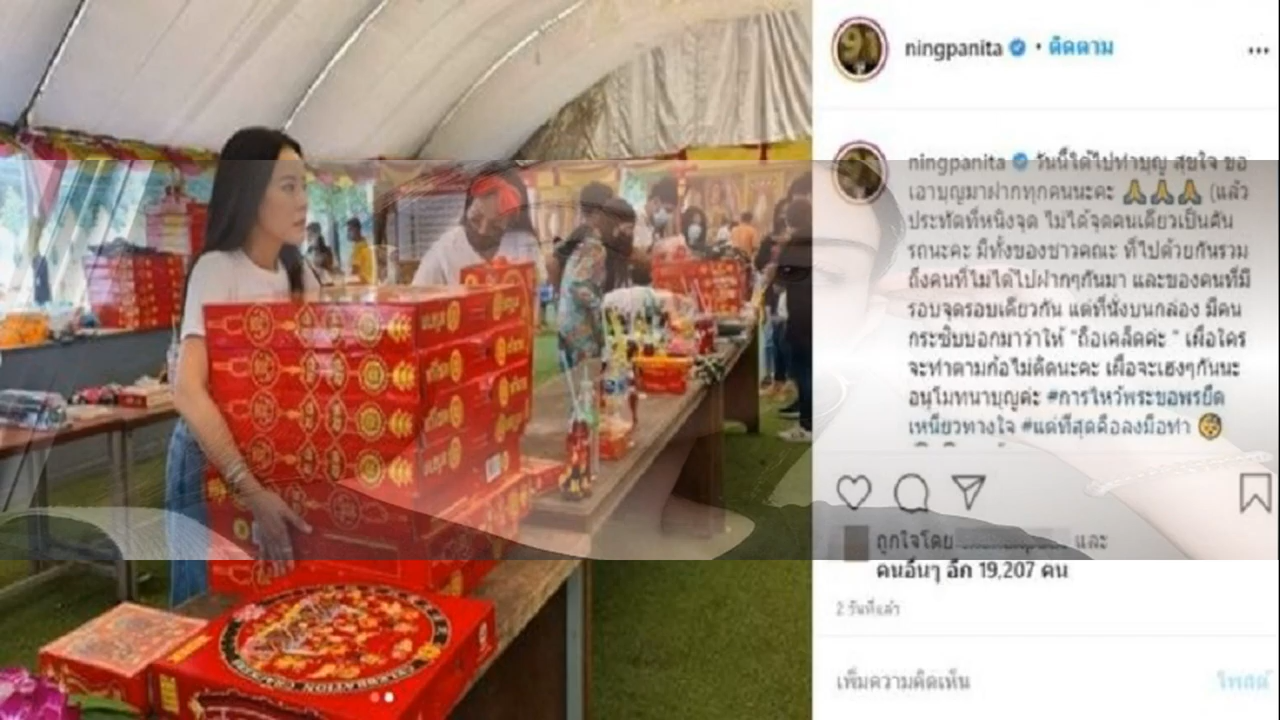 ningpanita • ติดตาม
ningpanita วันนี้ได้ไปทำบุญ สุขใจ ขอ
เอาบุญมาฝากทุกคนนะคะ 🙏🙏🙏 (แล้ว
ประทัดที่หนิงจุด ไม่ได้จุดคนเดียวเป็นคัน
รถนะคะ มีทั้งของชาวคณะ ที่ไปด้วยกันรวม
ถึงคนที่ไม่ได้ไปฝากๆกันมา และของคนที่มี
รอบจุดรอบเดียวกัน แต่ที่นั่งบนกล่อง มีคน
กระซิบบอกมาว่าให้ "ถือเคล็ดค่ะ " เผื่อใคร
จะทำตามก้อไม่ติดนะคะ เผื่อจะเฮงๆกันนะ
อนุโมทนาบุญค่ะ #การไหว้พระขอพรยึด
เหนี่ยวทางใจ #แต่ที่สุดคือลงมือทำ
ถูกใจโดย และ
คนอื่นๆ อีก 19,207 คน
2 วันที่แล้ว
เพิ่มความคิดเห็น โพสต์